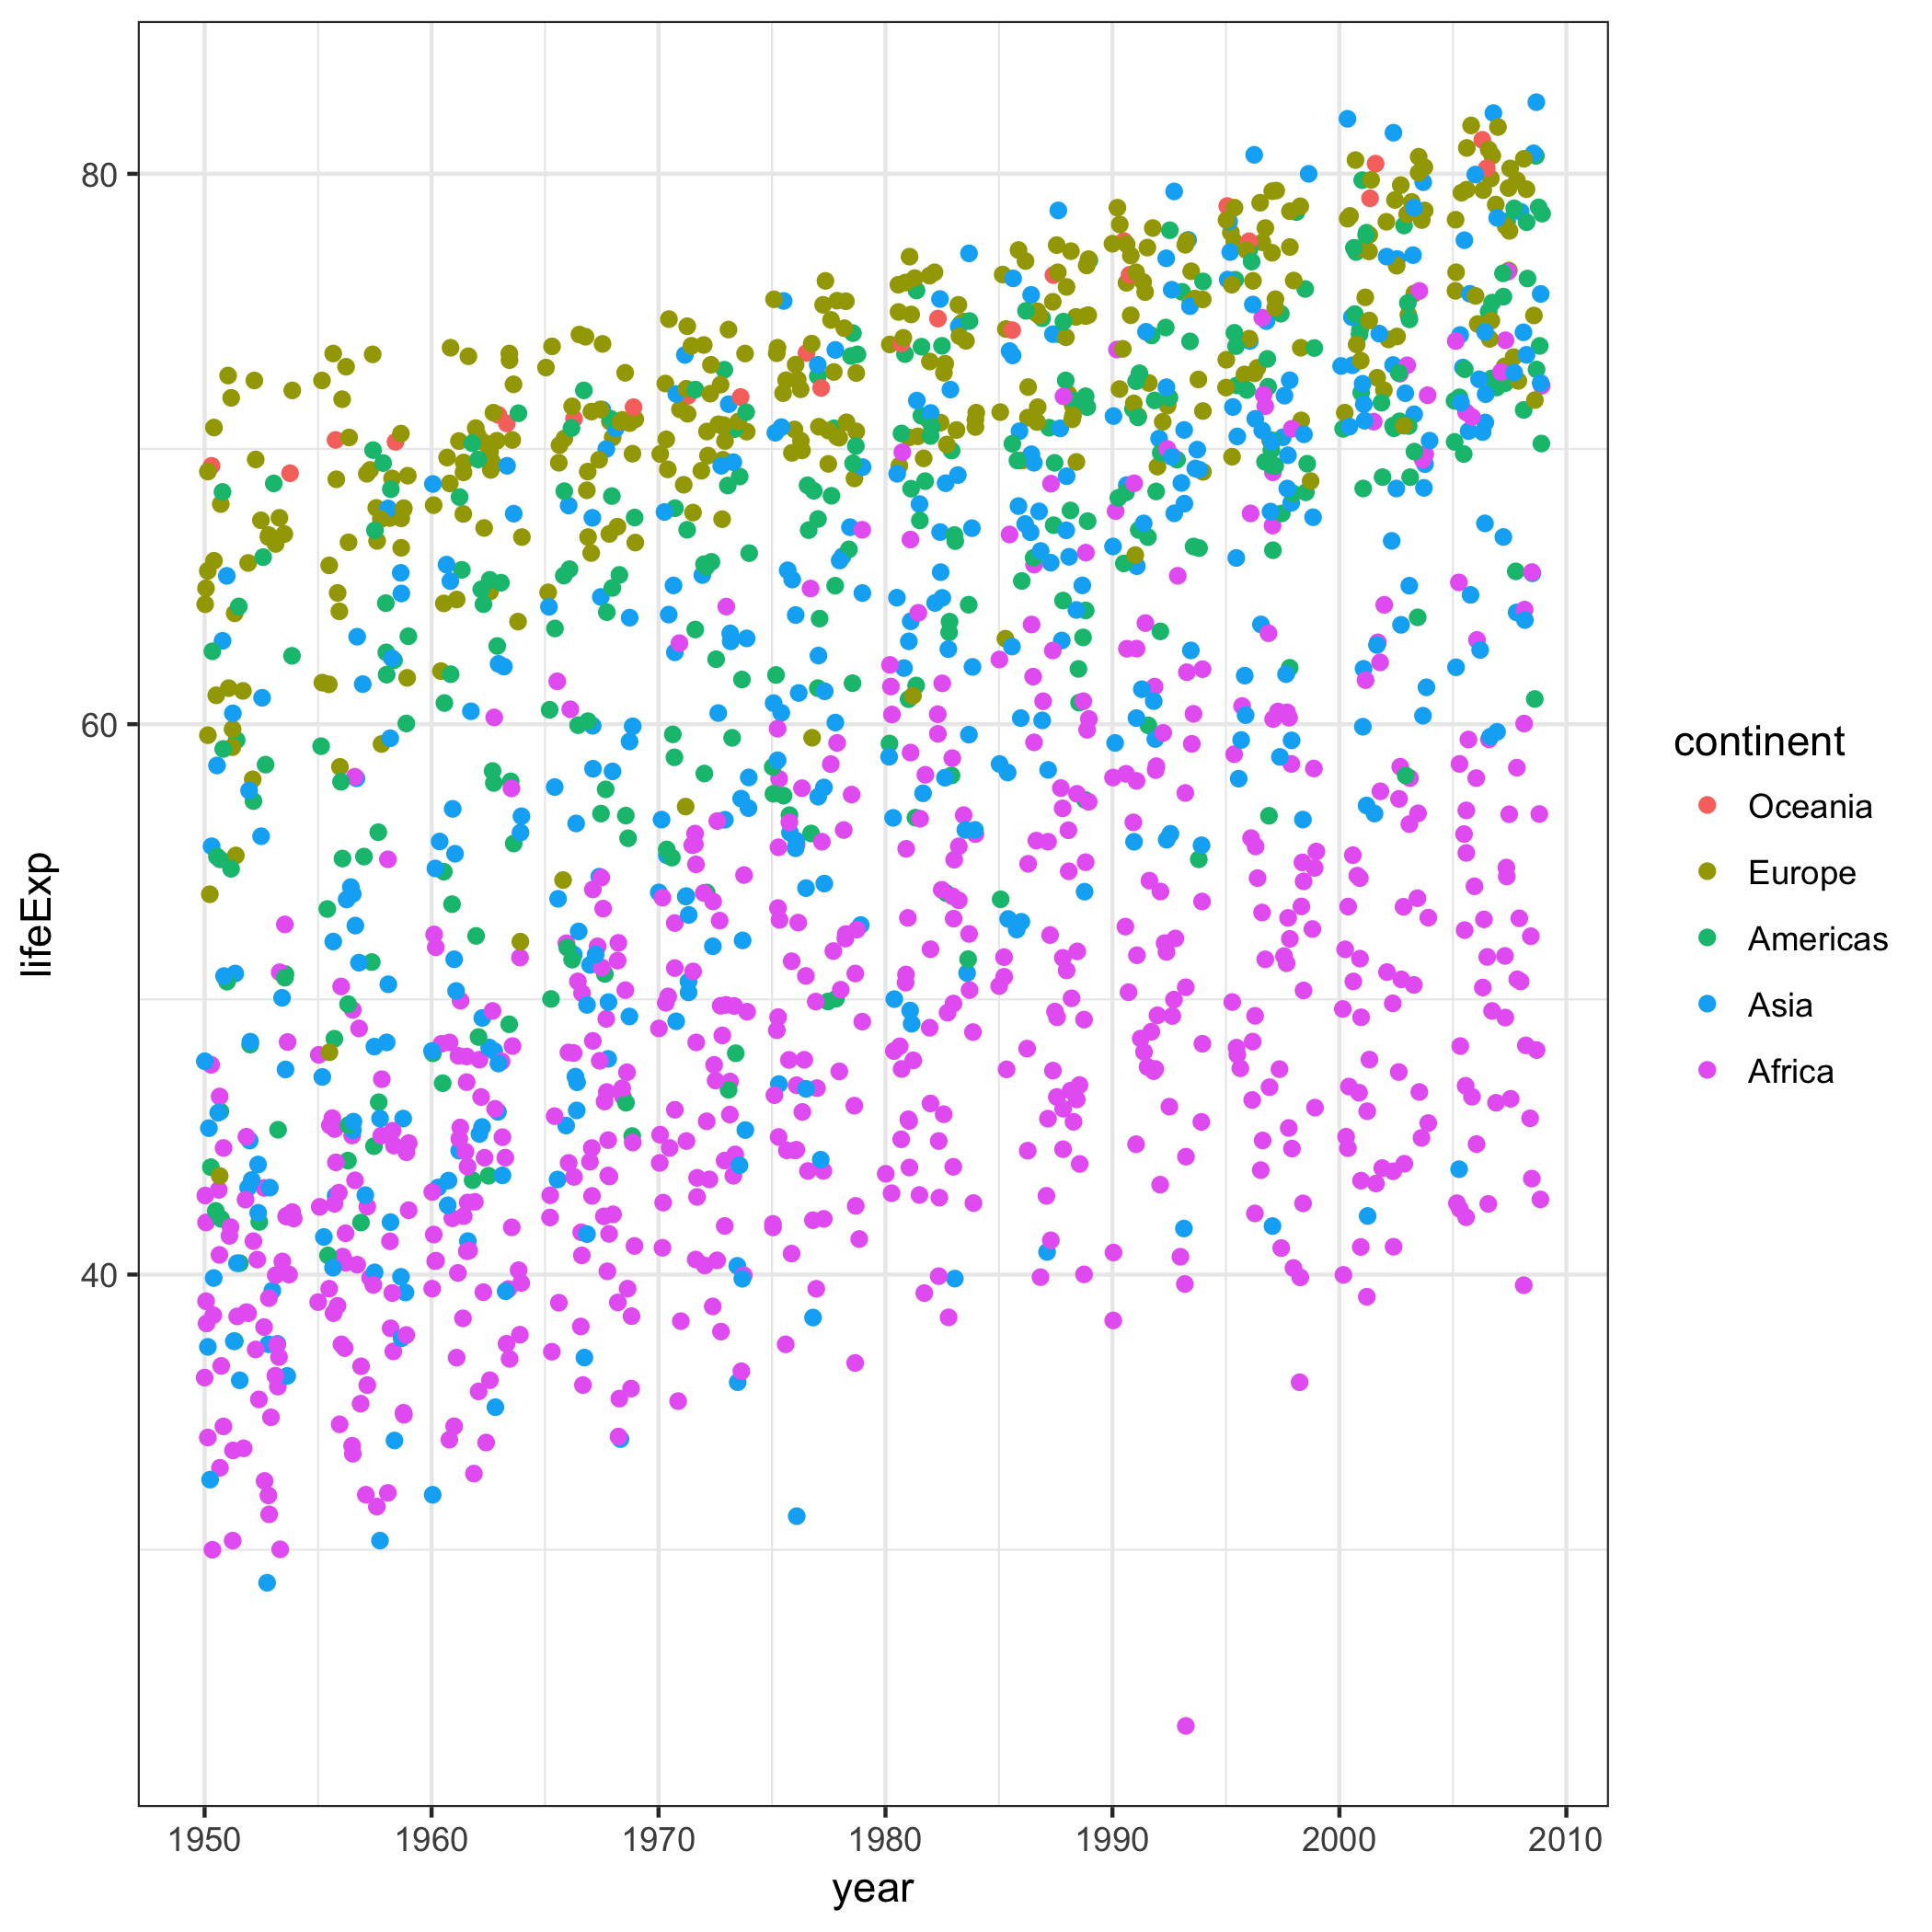 80
60
40
lifeExp
1950 1960 1970 1980 1990 2000 2010
year
continent
Oceania
Europe
Americas
Asia
Africa